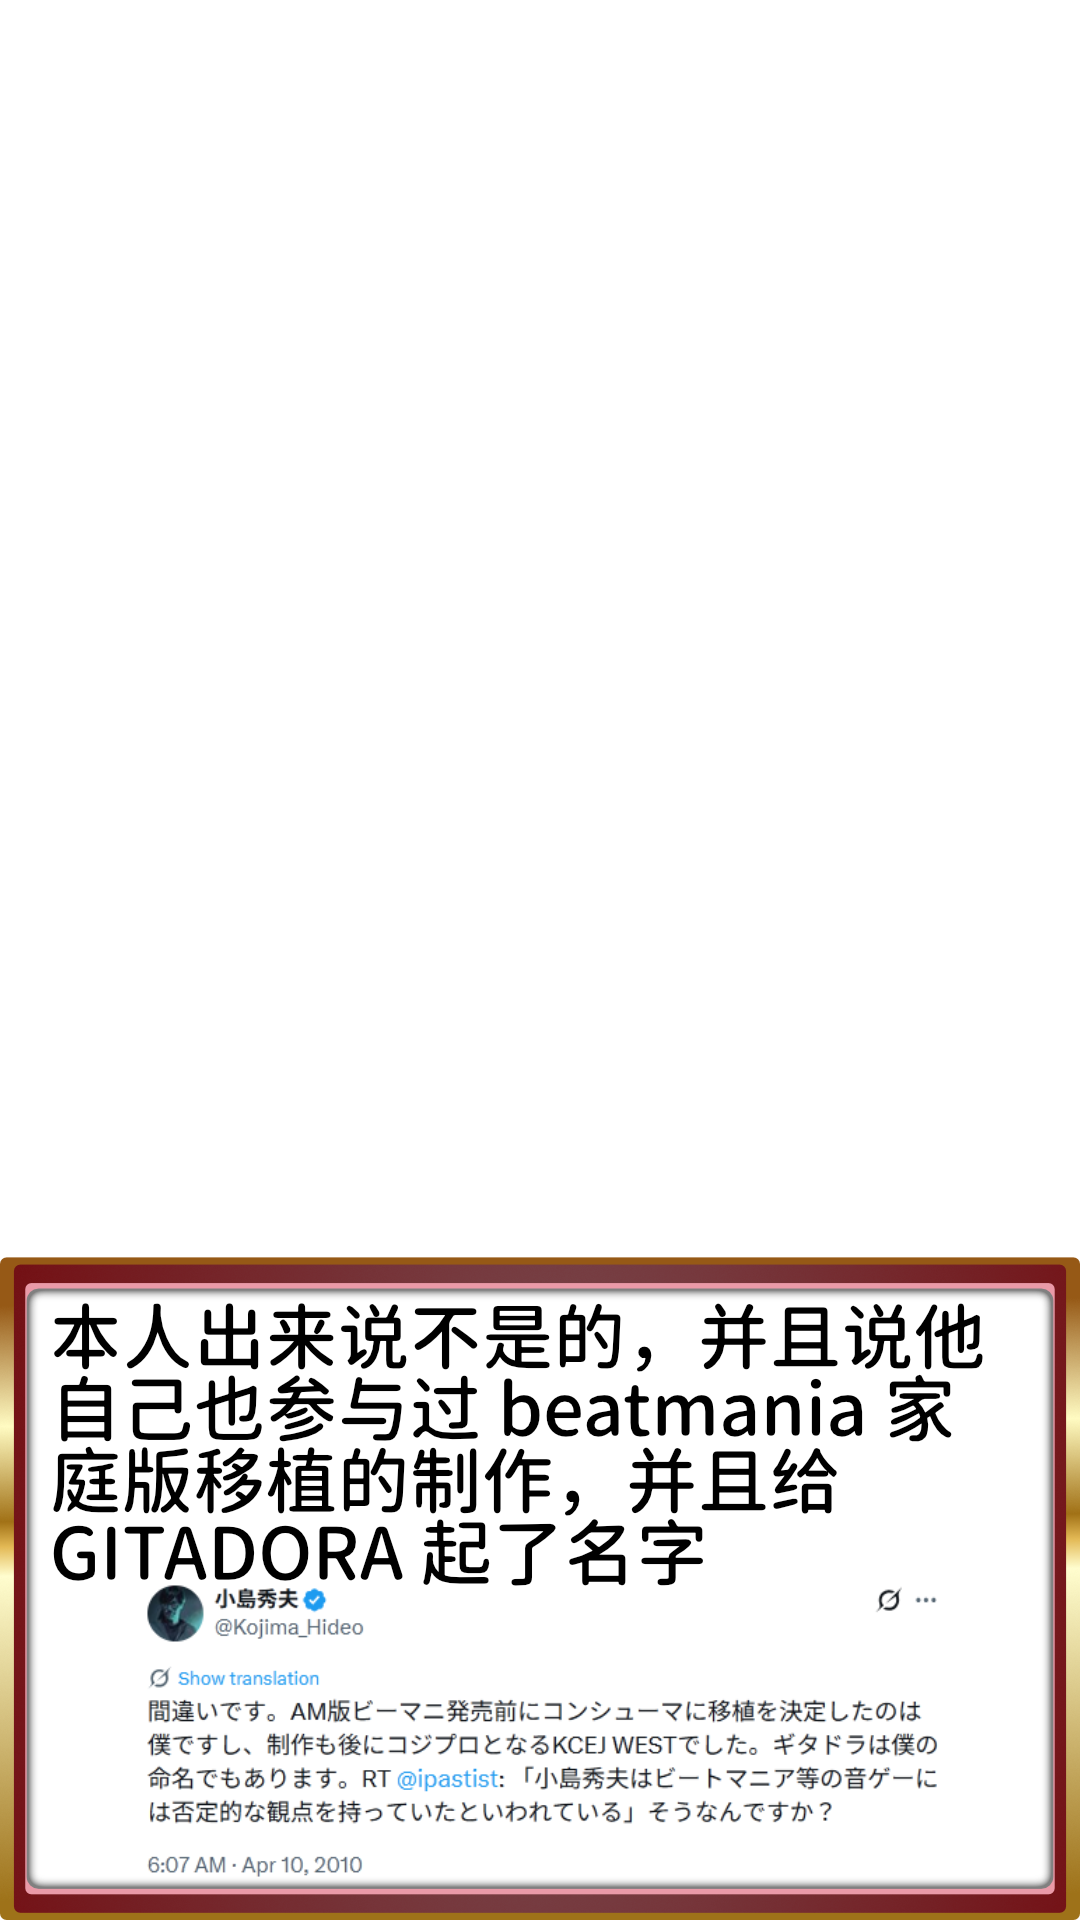 本人出来说不是的，并且说他
自己也参与过 beatmania 家
庭版移植的制作，并且给
GITADORA 起了名字
小島秀夫
@Kojima_Hideo
Show translation
間違いです。AM版ビーマニ発売前にコンシューマに移植を決定したのは
僕ですし、制作も後にコジプロとなるKCEJ WESTでした。ギタドラは僕の
命名でもあります。RT @ipastist: 「小島秀夫はビートマニア等の音ゲーに
は否定的な観点を持っていたといわれている」そうなんですか？
6:07 AM · Apr 10, 2010